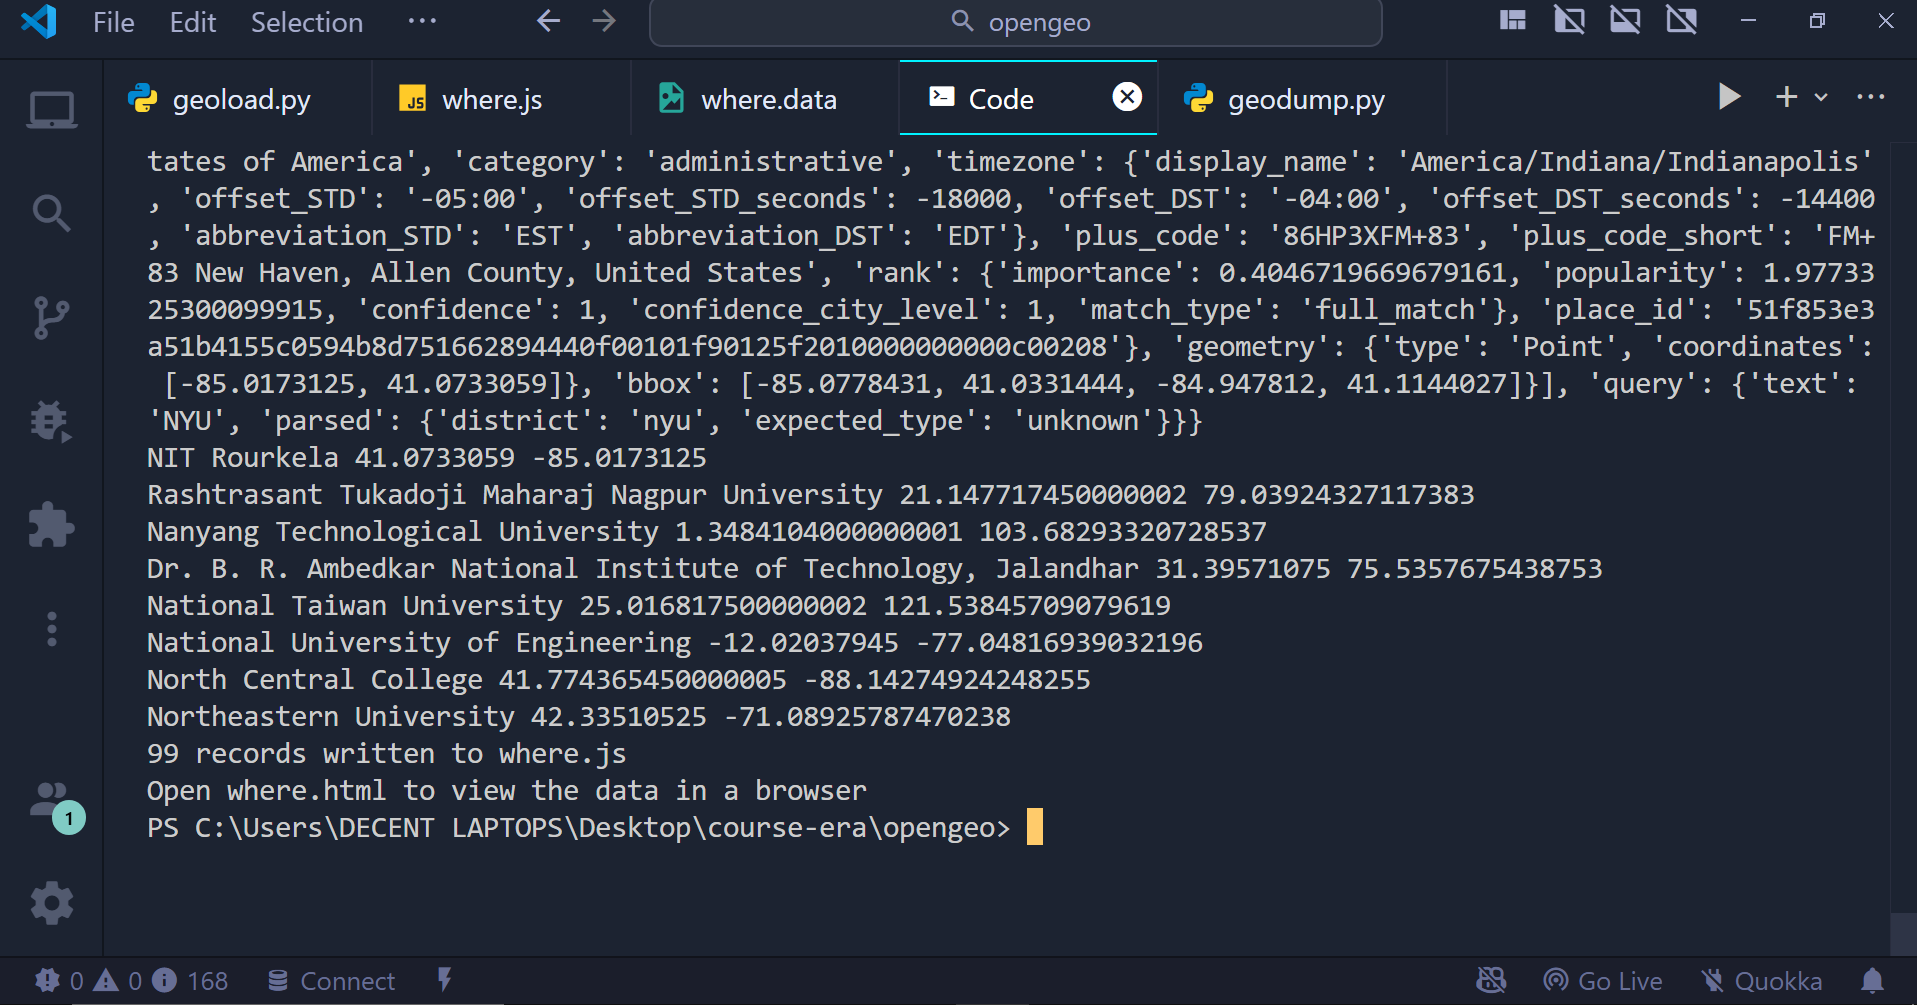 File Edit Selection ··· opengeo
geoload.py where.js where.data Code geodump.py
tates of America', 'category': 'administrative', 'timezone': {'display_name': 'America/Indiana/Indianapolis'
, 'offset_STD': '-05:00', 'offset_STD_seconds': -18000, 'offset_DST': '-04:00', 'offset_DST_seconds': -14400
, 'abbreviation_STD': 'EST', 'abbreviation_DST': 'EDT'}, 'plus_code': '86HP3XFM+83', 'plus_code_short': 'FM+
83 New Haven, Allen County, United States', 'rank': {'importance': 0.4046719669679161, 'popularity': 1.97733
25300099915, 'confidence': 1, 'confidence_city_level': 1, 'match_type': 'full_match'}, 'place_id': '51f853e3
a51b4155c0594b8d751662894440f00101f90125f2010000000000c00208'}, 'geometry': {'type': 'Point', 'coordinates':
[-85.0173125, 41.0733059]}, 'bbox': [-85.0778431, 41.0331444, -84.947812, 41.1144027]}], 'query': {'text':
'NYU', 'parsed': {'district': 'nyu', 'expected_type': 'unknown'}}}
NIT Rourkela 41.0733059 -85.0173125
Rashtrasant Tukadoji Maharaj Nagpur University 21.147717450000002 79.03924327117383
Nanyang Technological University 1.3484104000000001 103.68293320728537
Dr. B. R. Ambedkar National Institute of Technology, Jalandhar 31.39571075 75.5357675438753
National Taiwan University 25.016817500000002 121.53845709079619
National University of Engineering -12.02037945 -77.04816939032196
North Central College 41.774365450000005 -88.14274924248255
Northeastern University 42.33510525 -71.08925787470238
99 records written to where.js
Open where.html to view the data in a browser
PS C:\Users\DECENT LAPTOPS\Desktop\course-era\opengeo>
1
0 0 168 Connect Go Live Quokka